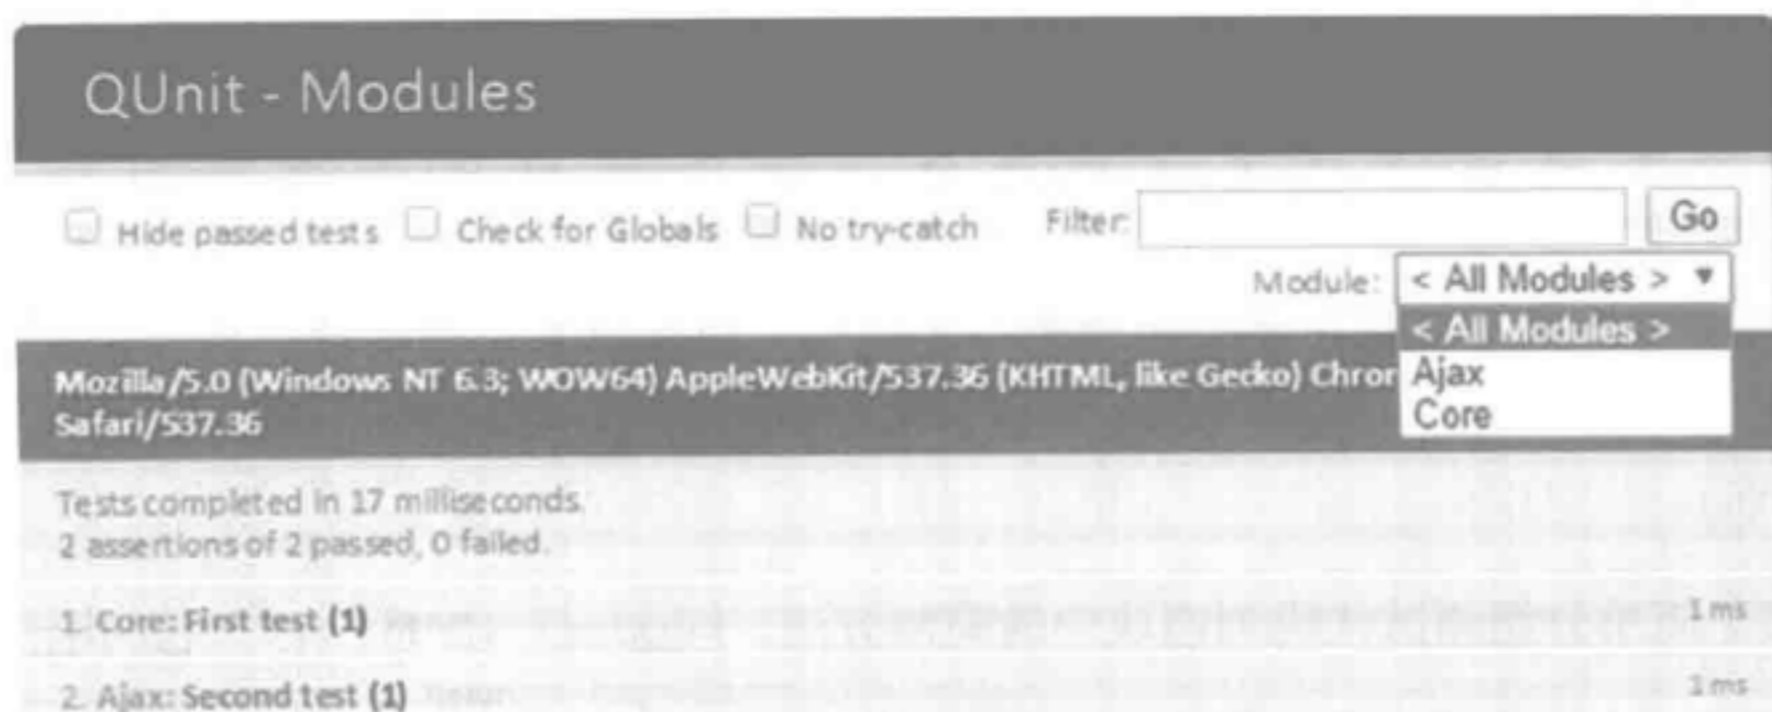 QUnit - Modules
Hide passed tests Check for Globals No try-catch Filter: Go
Module: < All Modules > ▼
< All Modules >
Ajax
Core
Mozilla/5.0 (Windows NT 6.3; WOW64) AppleWebKit/537.36 (KHTML, like Gecko) Chror
Safari/537.36
Tests completed in 17 milliseconds.
2 assertions of 2 passed, 0 failed.
1. Core: First test (1) 1 ms
2. Ajax: Second test (1) 1 ms